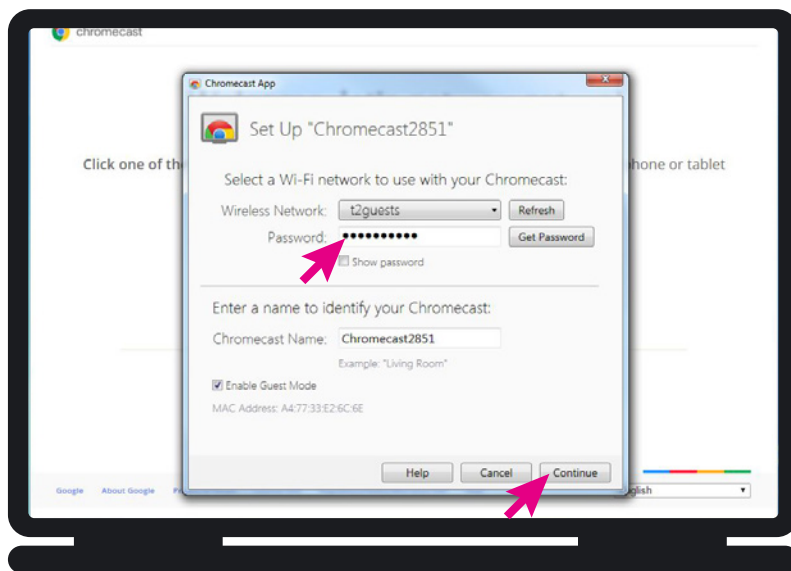 chromecast
Chromecast App
Set Up "Chromecast2851"
Click one of th
hone or tablet
Select a Wi-Fi network to use with your Chromecast:
Wireless Network: t2guests Refresh
Password: •••••••••• Get Password
Show password
Enter a name to identify your Chromecast:
Chromecast Name: Chromecast2851
Example: "Living Room"
Enable Guest Mode
MAC Address: A4:77:33:E2:6C:6E
Help Cancel Continue
Google About Google glish